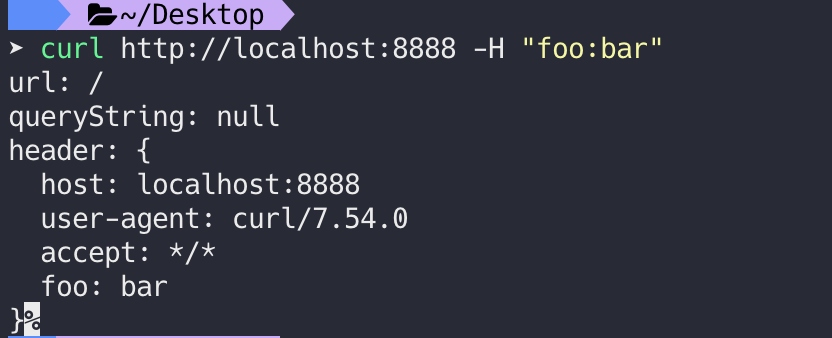 ~/Desktop
➤ curl http://localhost:8888 -H "foo:bar"
url: /
queryString: null
header: {
  host: localhost:8888
  user-agent: curl/7.54.0
  accept: */*
  foo: bar
}%